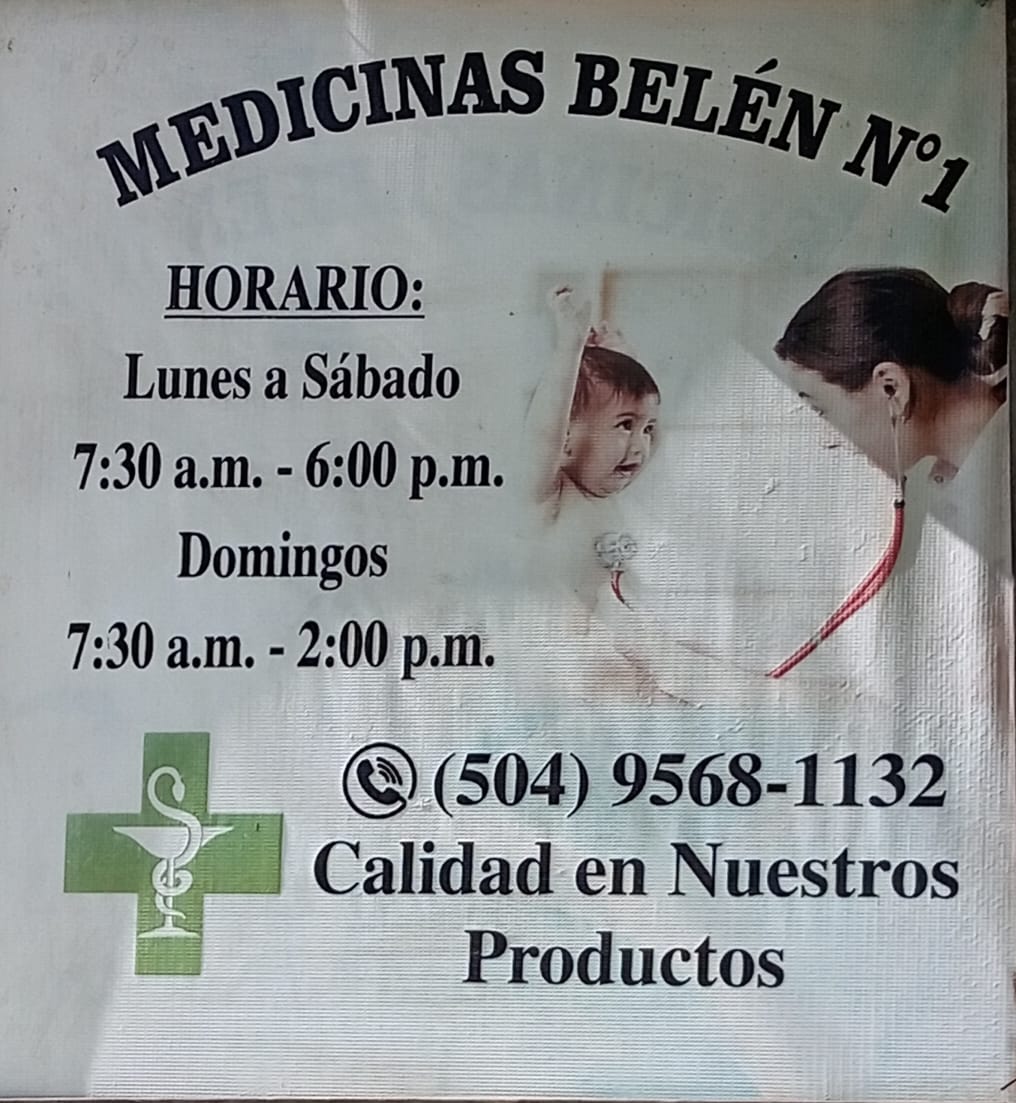 MEDICINAS BELÉN N°1
HORARIO:
Lunes a Sábado
7:30 a.m. - 6:00 p.m.
Domingos
7:30 a.m. - 2:00 p.m.
(504) 9568-1132
Calidad en Nuestros
Productos